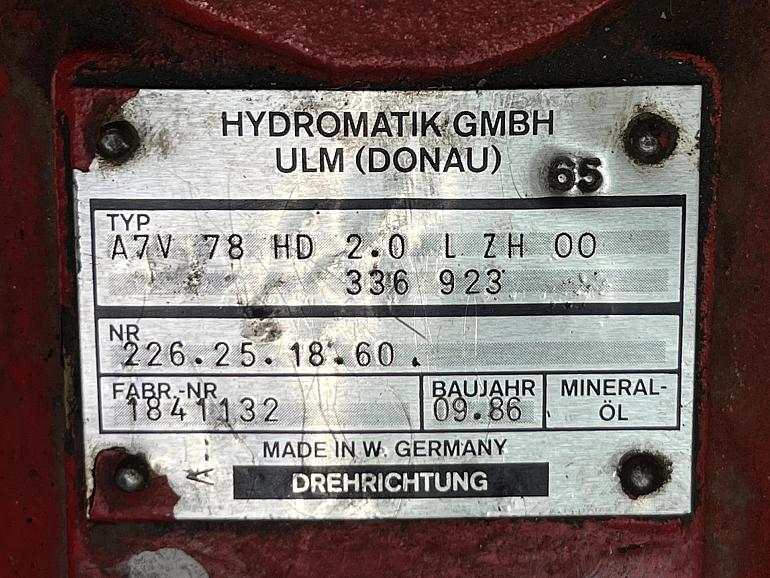 HYDROMATIK GMBH
ULM (DONAU)
65
TYP
A7V 78 HD 2.0 L ZH 00
336 923
NR
226.25.18.60.
FABR.-NR
1841132
BAUJAHR
09.86
MINERAL-
ÖL
MADE IN W. GERMANY
DREHRICHTUNG